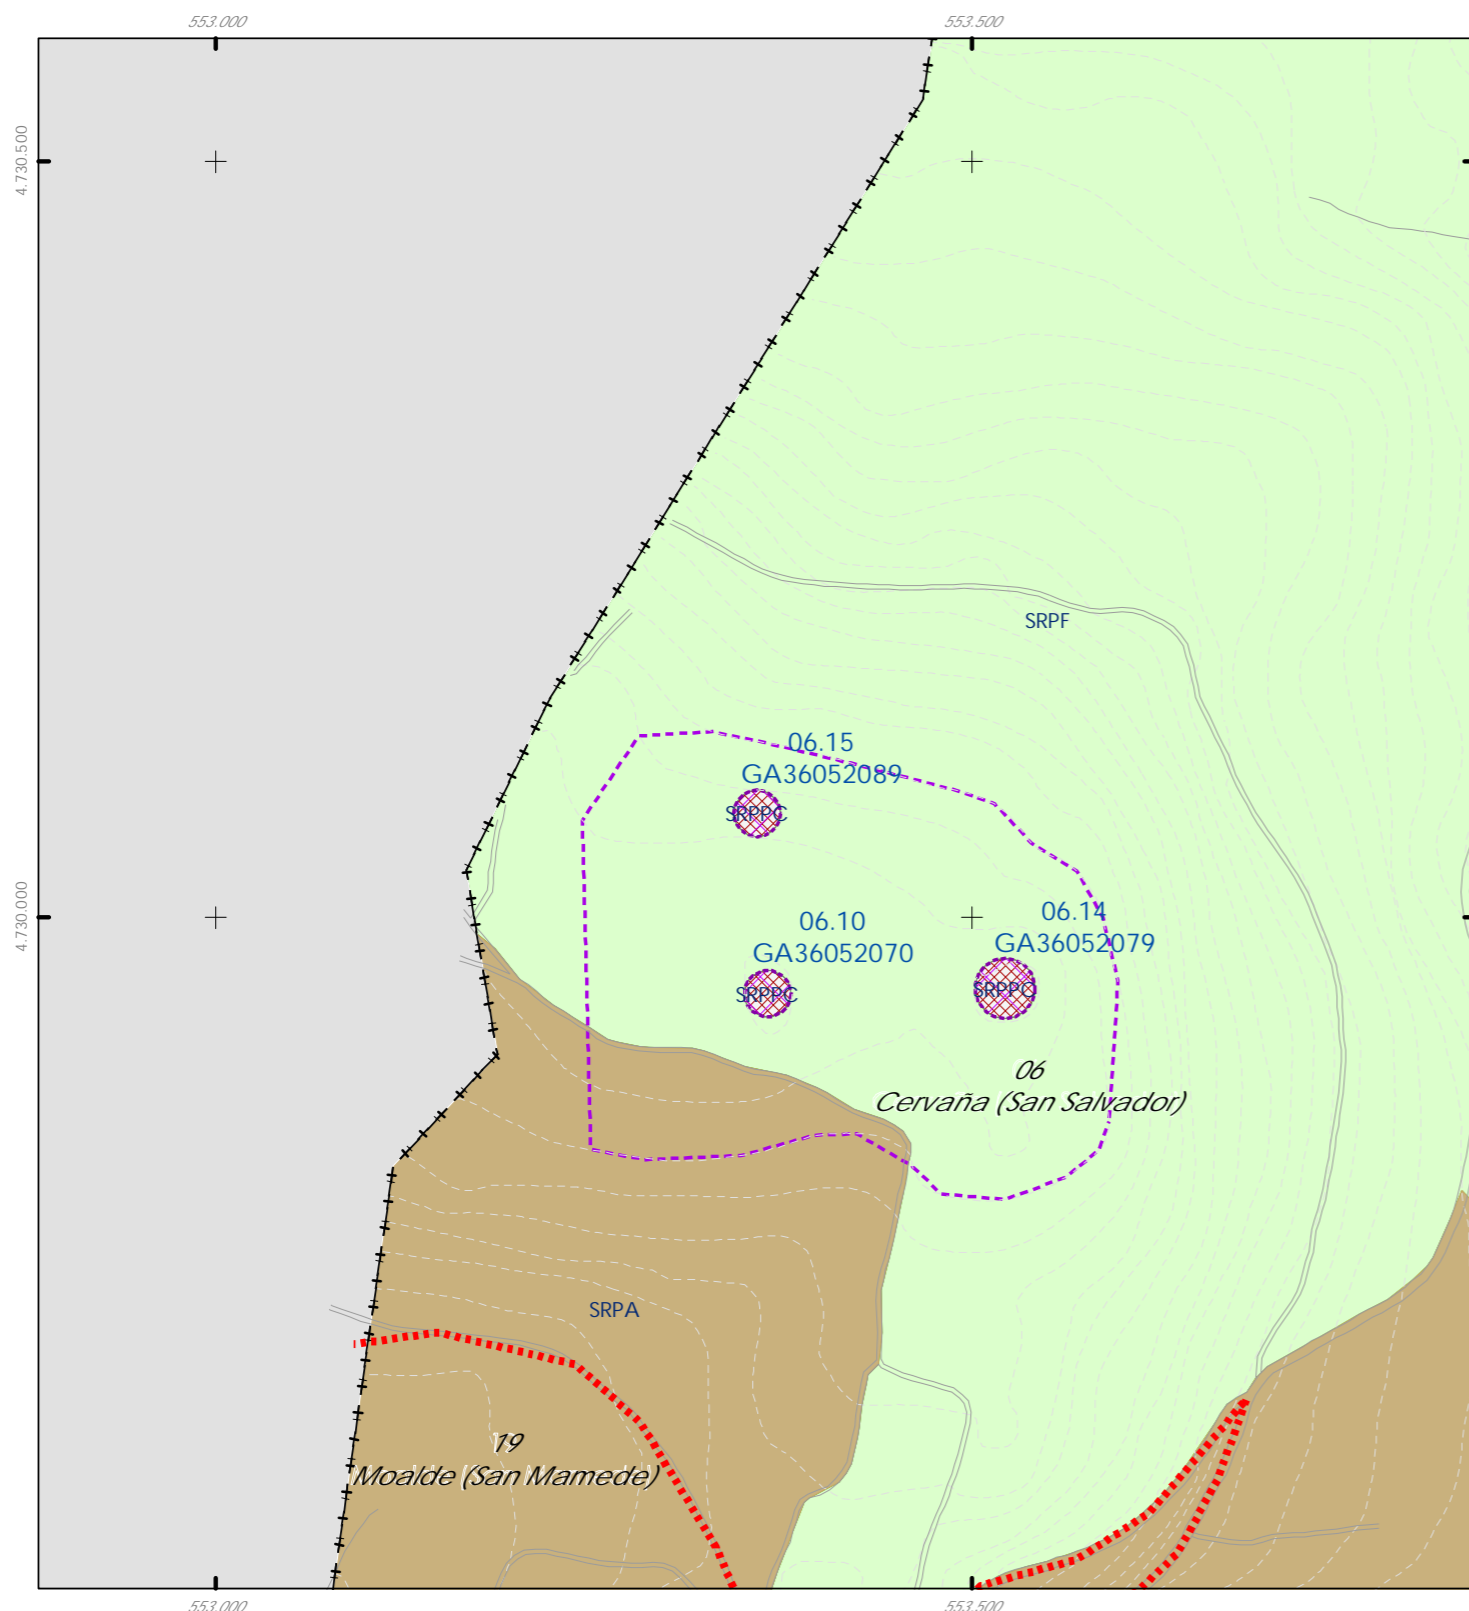 553.000
553.500
4.730.500
SRPF
06.15
GA36052089
SRPPC
4.730.000
06.10
GA36052070
SRPPC
06.14
GA36052079
SRPPC
06
Cervaña (San Salvador)
SRPA
19
Moalde (San Mamede)
553.000
553.500